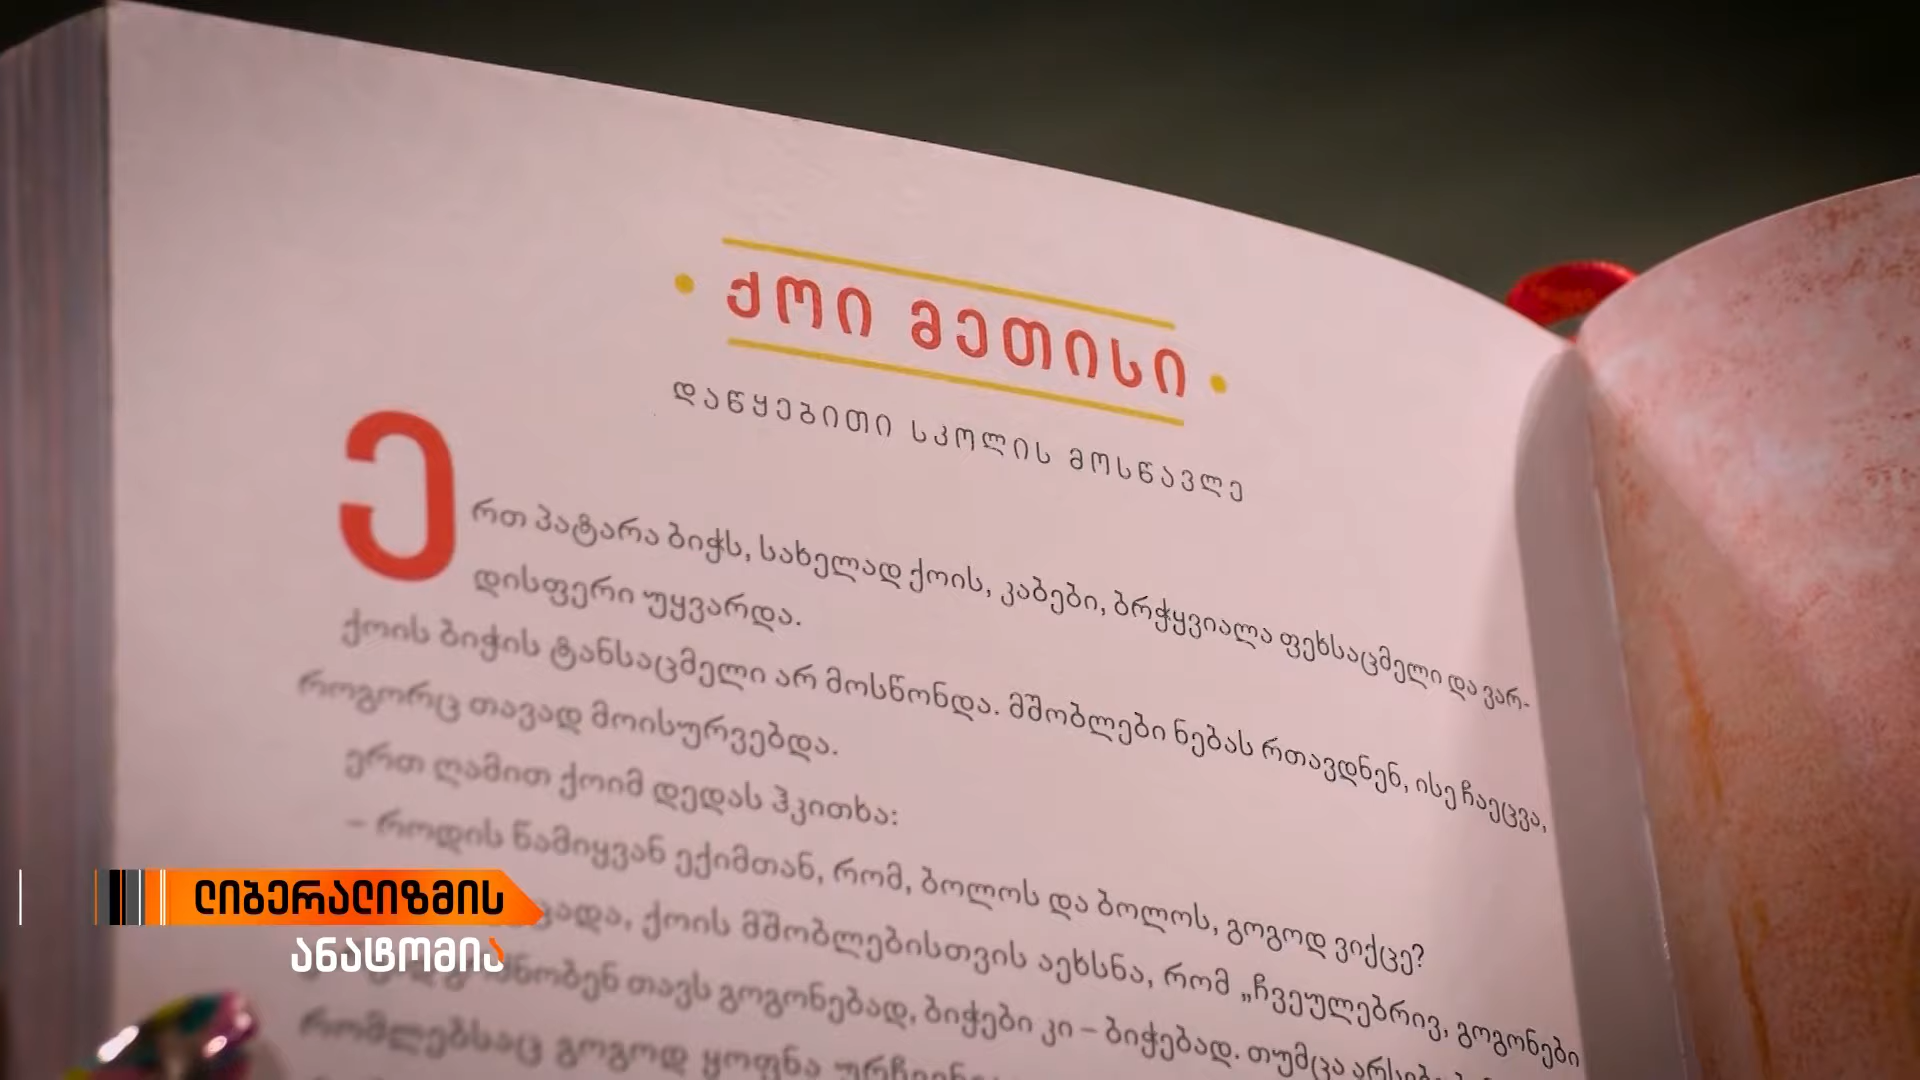 ქოი მეთისი
დაწყებითი სკოლის მოსწავლე
ერთ პატარა ბიჭს, სახელად ქოის, კაბები, ბრჭყვიალა ფეხსაცმელი და ვარ-
დისფერი უყვარდა.
ქოის ბიჭის ტანსაცმელი არ მოსწონდა. მშობლები ნებას რთავდნენ, ისე ჩაეცვა,
როგორც თავად მოისურვებდა.
ერთ ღამით ქოიმ დედას ჰკითხა:
– როდის წამიყვან ექიმთან, რომ, ბოლოს და ბოლოს, გოგოდ ვიქცე?
ქოის მშობლებისთვის აეხსნა, რომ „ჩვეულებრივ, გოგონები
თავს გოგონებად, ბიჭები კი – ბიჭებად. თუმცა
რომლებსაც გოგოდ ყოფნა
ლიბერალიზმის
ანატომია